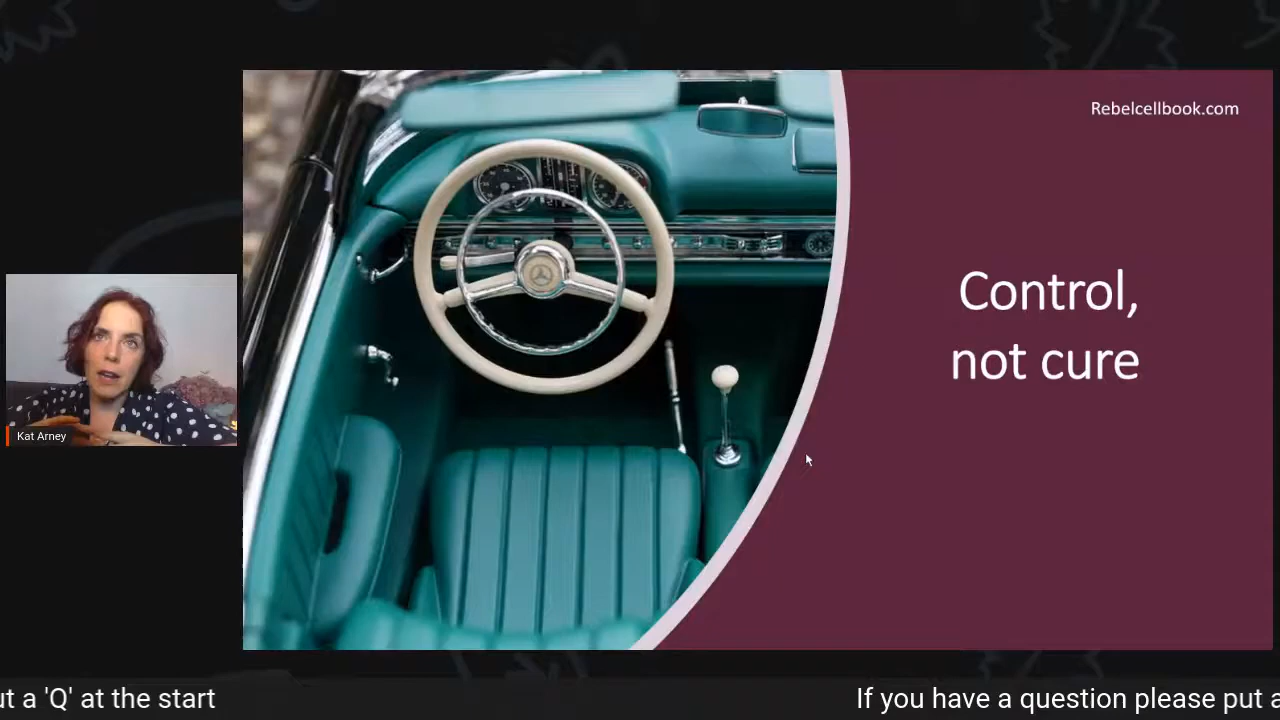 Rebelcellbook.com
Control,
not cure
Kat Arney
ut a 'Q' at the start
If you have a question please put a